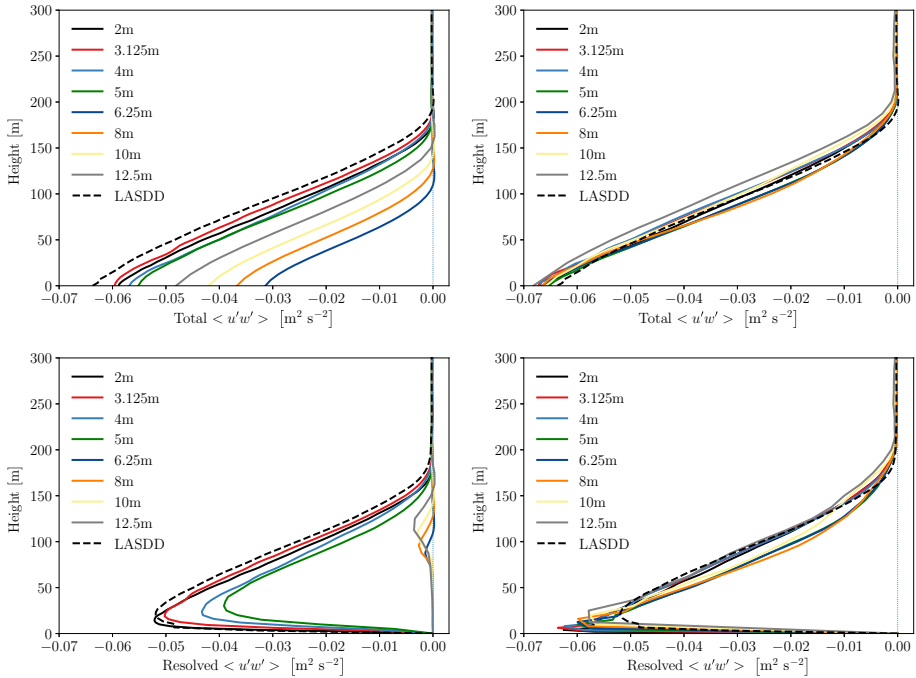 300
250
200
150
100
50
0
Height [m]
2m
3.125m
4m
5m
6.25m
8m
10m
12.5m
LASDD
−0.07 −0.06 −0.05 −0.04 −0.03 −0.02 −0.01 0.00
Total < u′w′ > [m² s⁻²]
300
250
200
150
100
50
0
Height [m]
2m
3.125m
4m
5m
6.25m
8m
10m
12.5m
LASDD
−0.07 −0.06 −0.05 −0.04 −0.03 −0.02 −0.01 0.00
Total < u′w′ > [m² s⁻²]
300
250
200
150
100
50
0
Height [m]
2m
3.125m
4m
5m
6.25m
8m
10m
12.5m
LASDD
−0.07 −0.06 −0.05 −0.04 −0.03 −0.02 −0.01 0.00
Resolved < u′w′ > [m² s⁻²]
300
250
200
150
100
50
0
Height [m]
2m
3.125m
4m
5m
6.25m
8m
10m
12.5m
LASDD
−0.07 −0.06 −0.05 −0.04 −0.03 −0.02 −0.01 0.00
Resolved < u′w′ > [m² s⁻²]